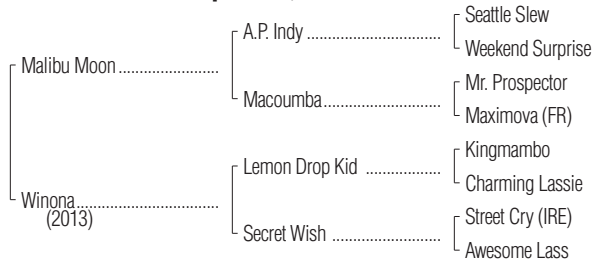 Seattle Slew
A.P. Indy ........................
Weekend Surprise
Malibu Moon .......................
Mr. Prospector
Macoumba ...........................
Maximova (FR)
Kingmambo
Lemon Drop Kid .................
Charming Lassie
Winona ................................
(2013)
Street Cry (IRE)
Secret Wish .........................
Awesome Lass